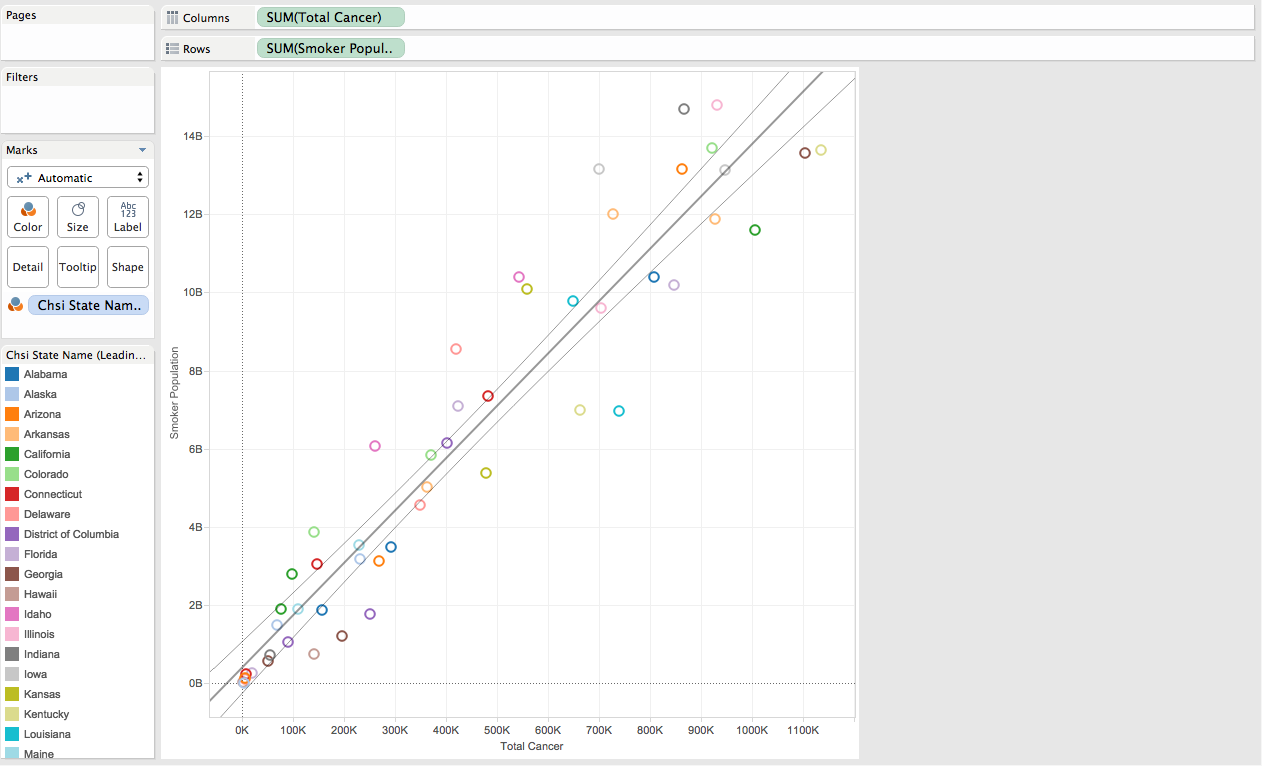 Pages
Columns
SUM(Total Cancer)
Rows
SUM(Smoker Popul..
Filters
Marks
Automatic
Color
Size
Abc
123
Label
Detail
Tooltip
Shape
Chsi State Nam..
Chsi State Name (Leadin...
Alabama
Alaska
Arizona
Arkansas
California
Colorado
Connecticut
Delaware
District of Columbia
Florida
Georgia
Hawaii
Idaho
Illinois
Indiana
Iowa
Kansas
Kentucky
Louisiana
Maine
Smoker Population
14B
12B
10B
8B
6B
4B
2B
0B
0K 100K 200K 300K 400K 500K 600K 700K 800K 900K 1000K 1100K
Total Cancer